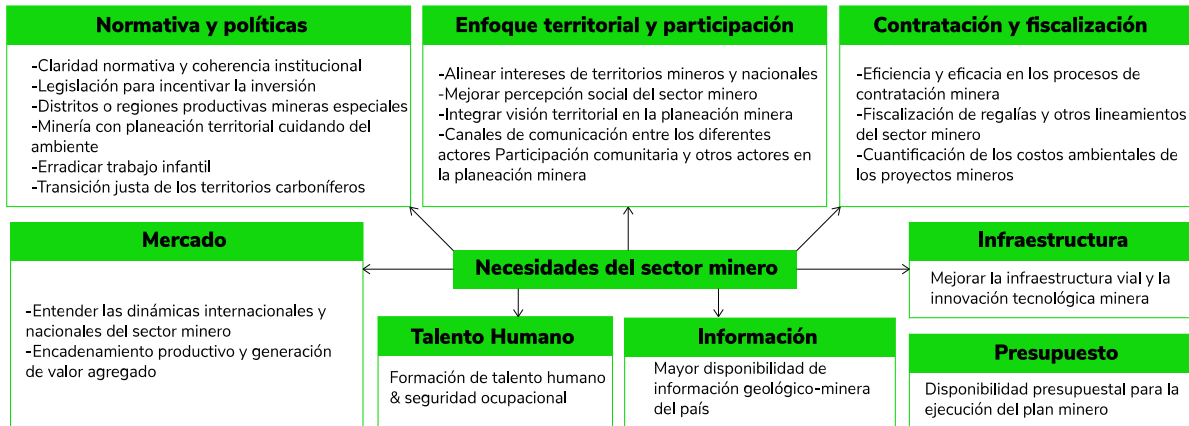 Normativa y políticas
-Claridad normativa y coherencia institucional
-Legislación para incentivar la inversión
-Distritos o regiones productivas mineras especiales
-Minería con planeación territorial cuidando del
ambiente
-Erradicar trabajo infantil
-Transición justa de los territorios carboníferos
Enfoque territorial y participación
-Alinear intereses de territorios mineros y nacionales
-Mejorar percepción social del sector minero
-Integrar visión territorial en la planeación minera
-Canales de comunicación entre los diferentes
actores Participación comunitaria y otros actores en
la planeación minera
Contratación y fiscalización
-Eficiencia y eficacia en los procesos de
contratación minera
-Fiscalización de regalías y otros lineamientos
del sector minero
-Cuantificación de los costos ambientales de
los proyectos mineros
Mercado
-Entender las dinámicas internacionales y
nacionales del sector minero
-Encadenamiento productivo y generación
de valor agregado
Necesidades del sector minero
Talento Humano
Formación de talento humano
& seguridad ocupacional
Información
Mayor disponibilidad de
información geológico-minera
del país
Infraestructura
Mejorar la infraestructura vial y la
innovación tecnológica minera
Presupuesto
Disponibilidad presupuestal para la
ejecución del plan minero